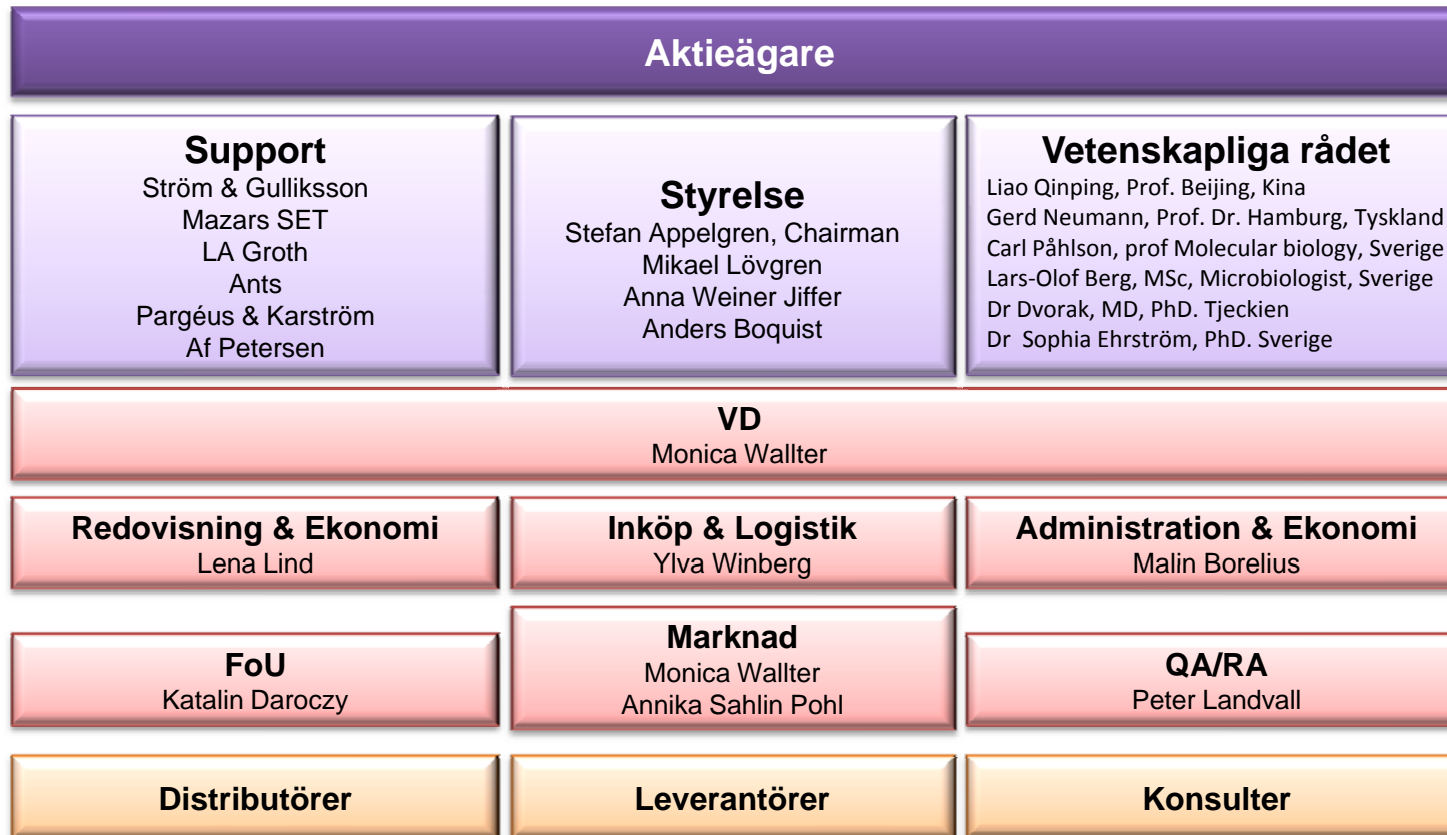 Aktieägare
Support
Ström & Gulliksson
Mazars SET
LA Groth
Ants
Pargéus & Karström
Af Petersen
Styrelse
Stefan Appelgren, Chairman
Mikael Lövgren
Anna Weiner Jiffer
Anders Boquist
Vetenskapliga rådet
Liao Qinping, Prof. Beijing, Kina
Gerd Neumann, Prof. Dr. Hamburg, Tyskland
Carl Påhlson, prof Molecular biology, Sverige
Lars-Olof Berg, MSc, Microbiologist, Sverige
Dr Dvorak, MD, PhD. Tjeckien
Dr Sophia Ehrström, PhD. Sverige
VD
Monica Wallter
Redovisning & Ekonomi
Lena Lind
Inköp & Logistik
Ylva Winberg
Administration & Ekonomi
Malin Borelius
FoU
Katalin Daroczy
Marknad
Monica Wallter
Annika Sahlin Pohl
QA/RA
Peter Landvall
Distributörer
Leverantörer
Konsulter